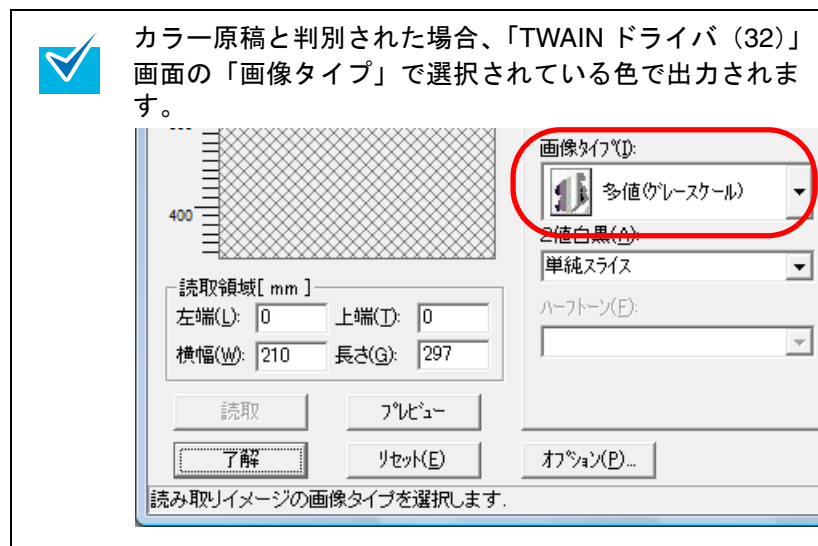 カラー原稿と判別された場合、「TWAIN ドライバ（32）」
画面の「画像タイプ」で選択されている色で出力されま
す。
画像ﾀｲﾌﾟ(I):
多値(ｸﾞﾚｰｽｹｰﾙ)
400
2値白黒(A):
単純ｽﾗｲｽ
読取領域[ mm ]
左端(L): 0 上端(T): 0
ﾊｰﾌﾄｰﾝ(F):
横幅(W): 210 長さ(G): 297
読取 ﾌﾟﾚﾋﾞｭｰ
了解 ﾘｾｯﾄ(E) ｵﾌﾟｼｮﾝ(P)...
読み取りイメージの画像タイプを選択します.